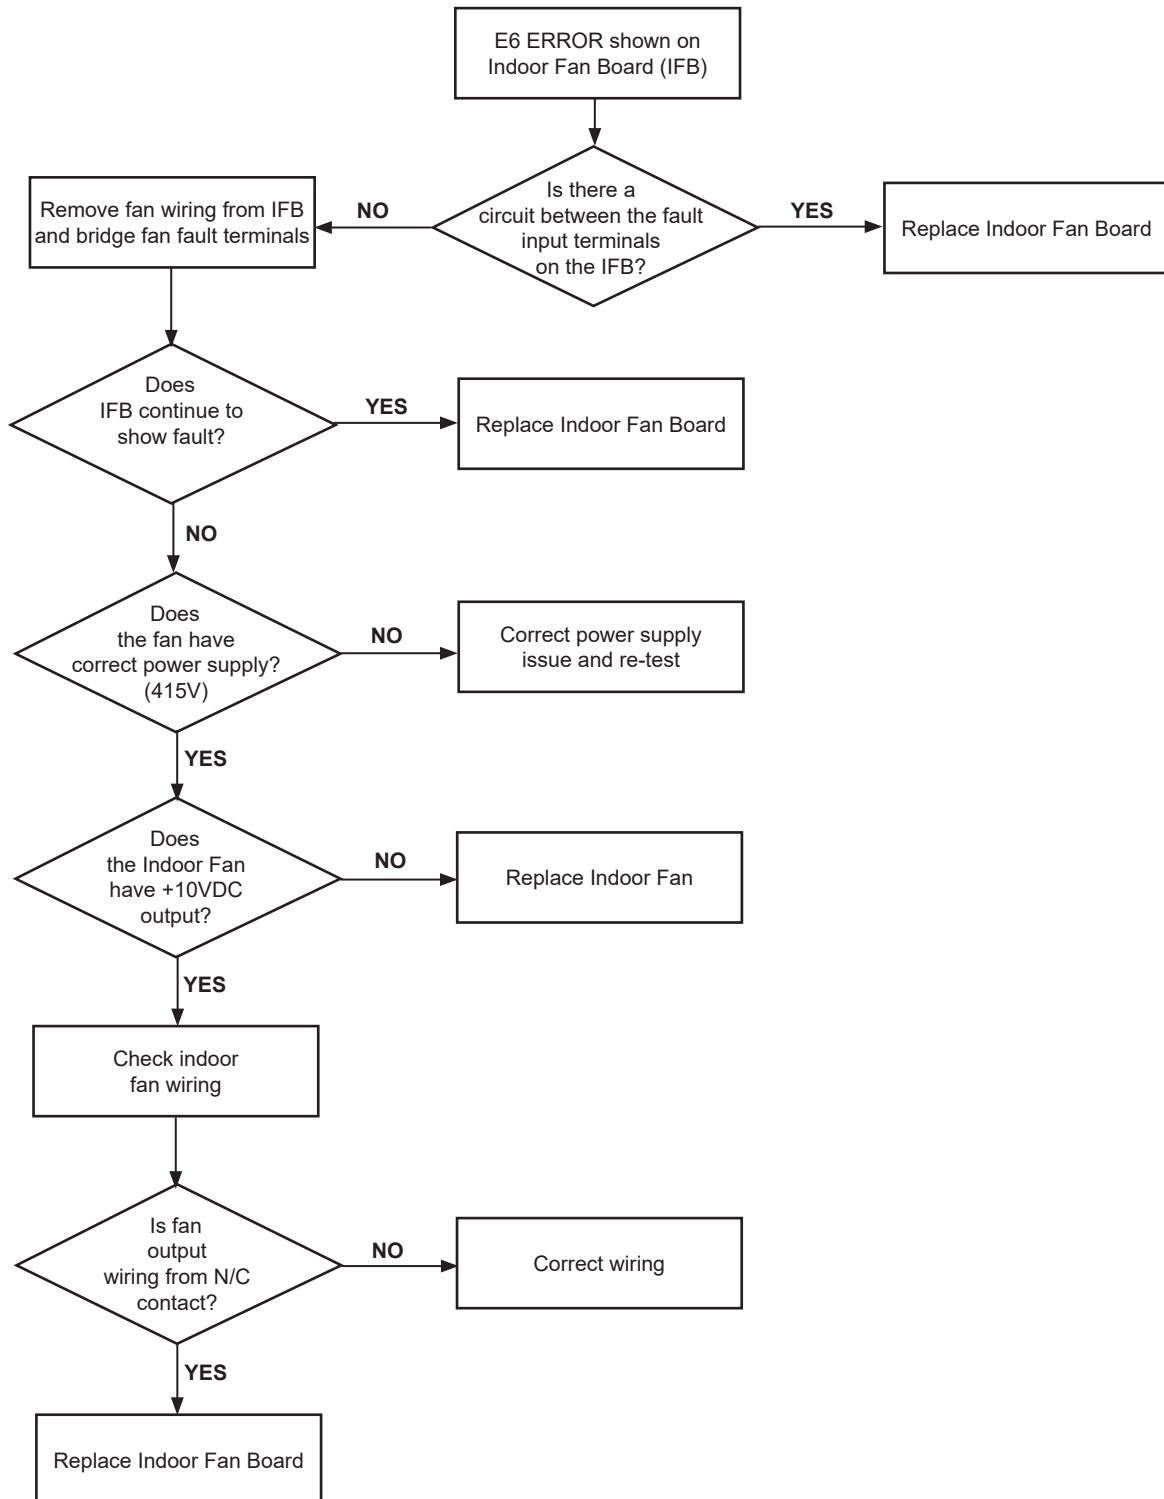 E6 ERROR shown on
Indoor Fan Board (IFB)
Is there a
circuit between the fault
input terminals
on the IFB?
NO
YES
Remove fan wiring from IFB
and bridge fan fault terminals
Replace Indoor Fan Board
Does
IFB continue to
show fault?
YES
Replace Indoor Fan Board
NO
Does
the fan have
correct power supply?
(415V)
NO
Correct power supply
issue and re-test
YES
Does
the Indoor Fan
have +10VDC
output?
NO
Replace Indoor Fan
YES
Check indoor
fan wiring
Is fan
output
wiring from N/C
contact?
NO
Correct wiring
YES
Replace Indoor Fan Board